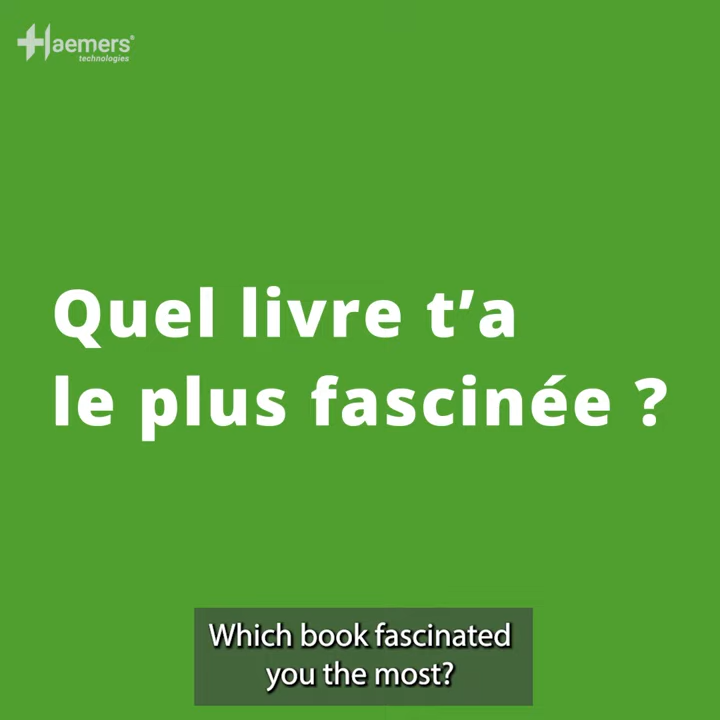 Haemers®
technologies
Quel livre t’a
le plus fascinée ?
Which book fascinated
you the most?